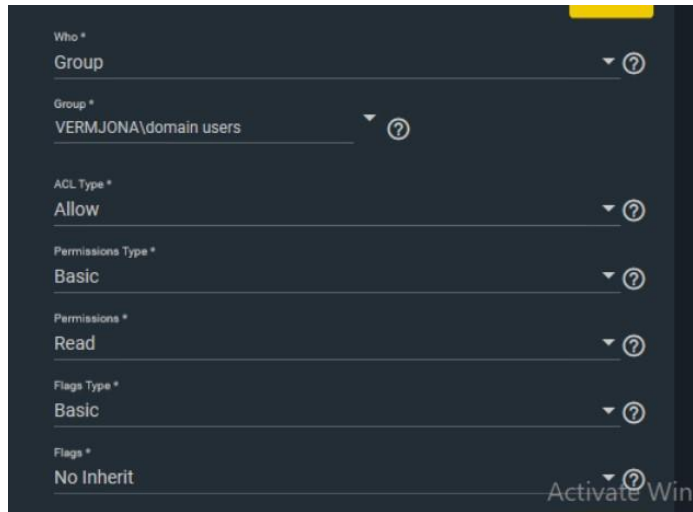 Who *
Group
Group *
VERMJONA\domain users
ACL Type *
Allow
Permissions Type *
Basic
Permissions *
Read
Flags Type *
Basic
Flags *
No Inherit
Activate Win